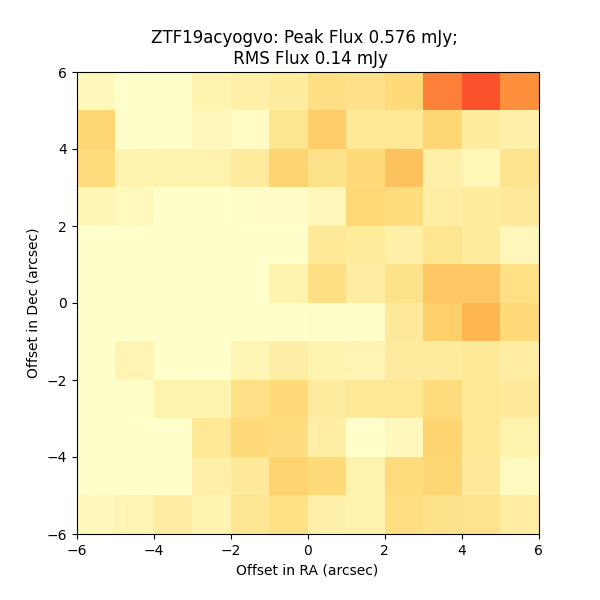 ZTF19acyogvo: Peak Flux 0.576 mJy;
RMS Flux 0.14 mJy
6
4
2
0
−2
−4
−6
Offset in Dec (arcsec)
−6 −4 −2 0 2 4 6
Offset in RA (arcsec)